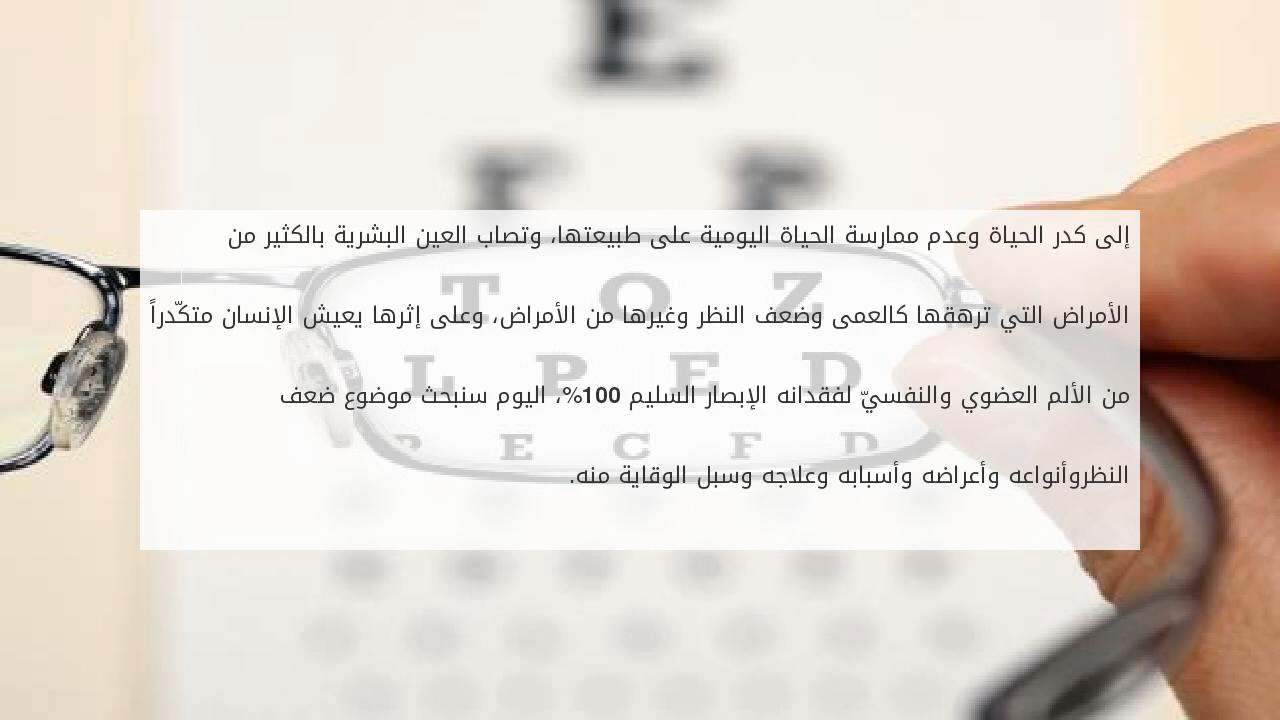 E
F P
إلى كدر الحياة وعدم ممارسة الحياة اليومية على طبيعتها، وتصاب العين البشرية بالكثير من
T O Z
الأمراض التي ترهقها كالعمى وضعف النظر وغيرها من الأمراض، وعلى إثرها يعيش الإنسان متكّدراً
L P E D
من الألم العضوي والنفسيّ لفقدانه الإبصار السليم 100%، اليوم سنبحث موضوع ضعف
P E C F D
النظروأنواعه وأعراضه وأسبابه وعلاجه وسبل الوقاية منه.